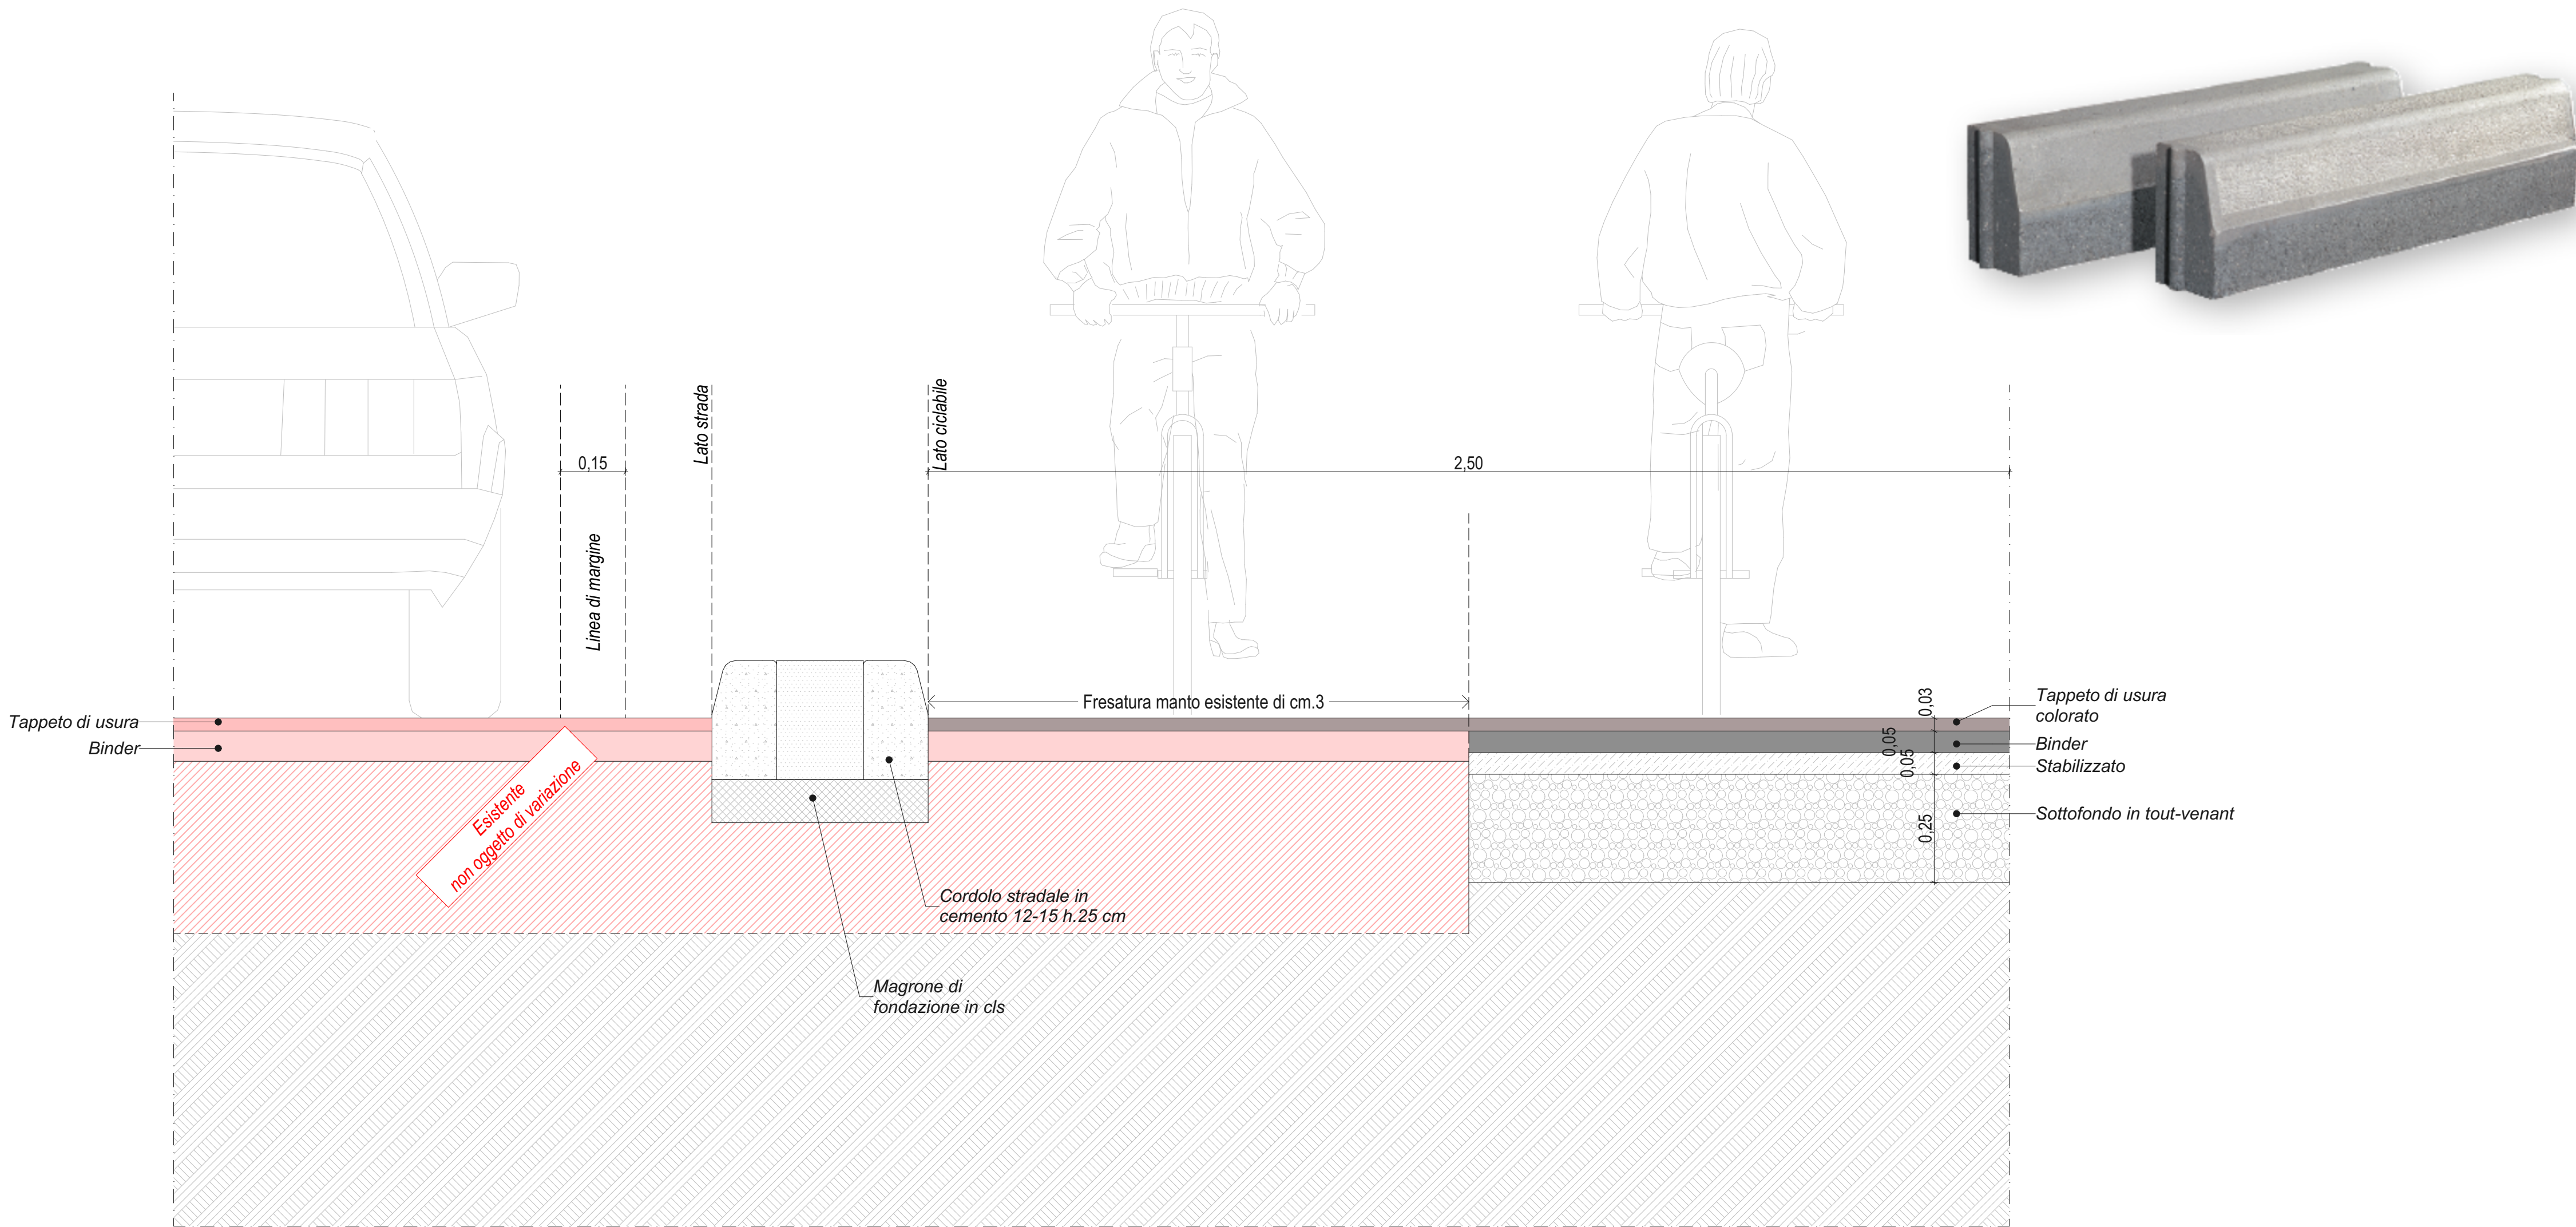 Lato strada
Lato ciclabile
0,15
2,50
Linea di margine
Fresatura manto esistente di cm.3
Tappeto di usura
Binder
0,03
0,05
0,05
0,25
Tappeto di usura
colorato
Binder
Stabilizzato
Sottofondo in tout-venant
Esistente
non oggetto di variazione
Cordolo stradale in
cemento 12-15 h.25 cm
Magrone di
fondazione in cls